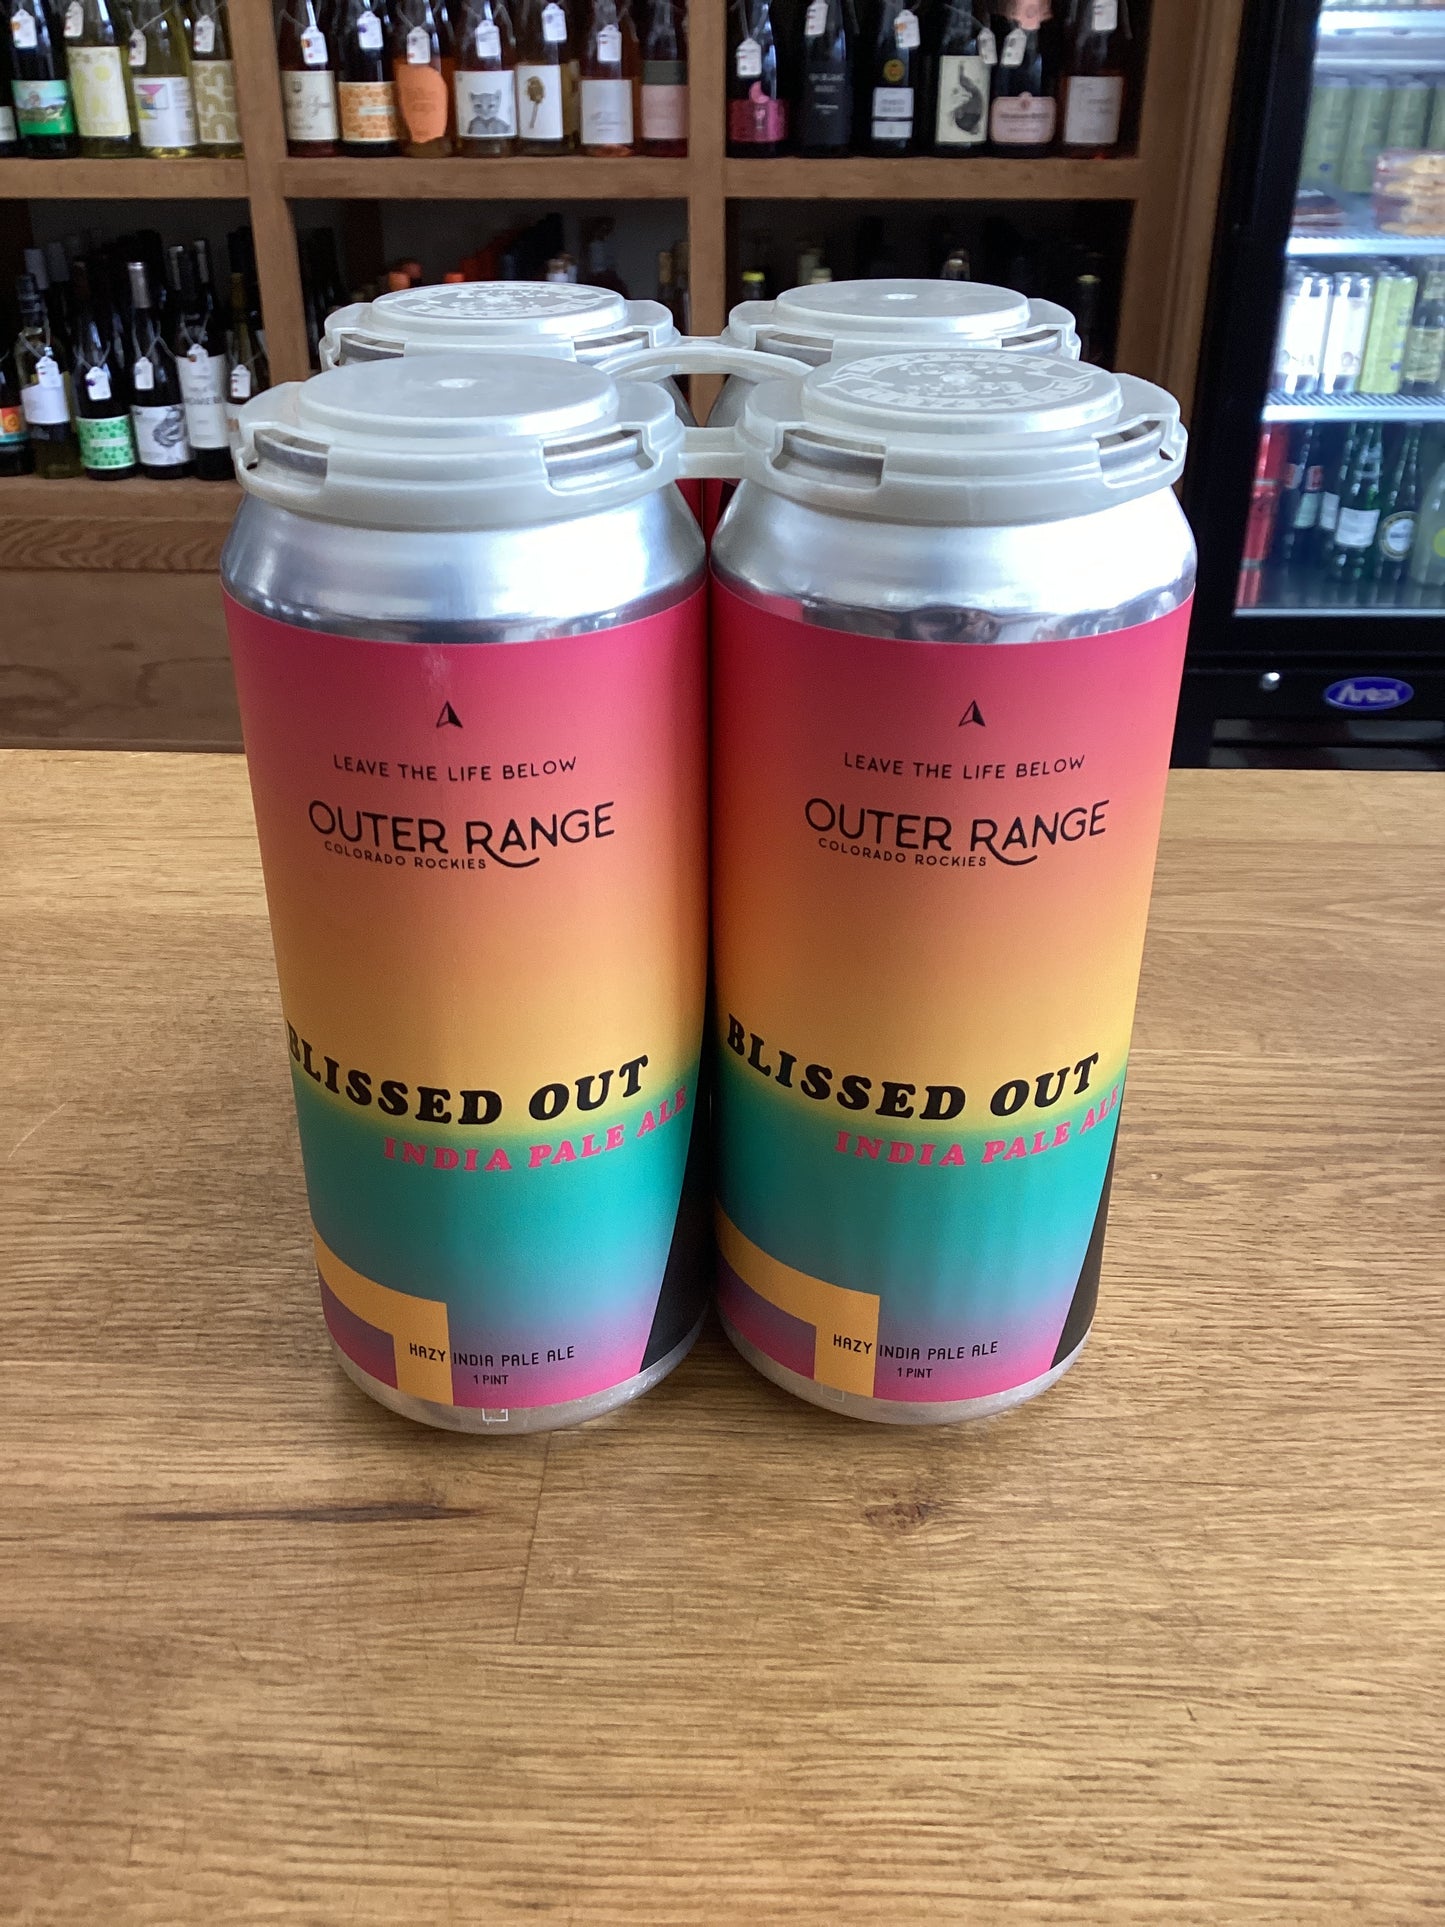 LEAVE THE LIFE BELOW
OUTER RANGE
COLORADO ROCKIES
BLISSED OUT
INDIA PALE ALE
HAZY INDIA PALE ALE
1 PINT
LEAVE THE LIFE BELOW
OUTER RANGE
COLORADO ROCKIES
BLISSED OUT
INDIA PALE ALE
HAZY INDIA PALE ALE
1 PINT